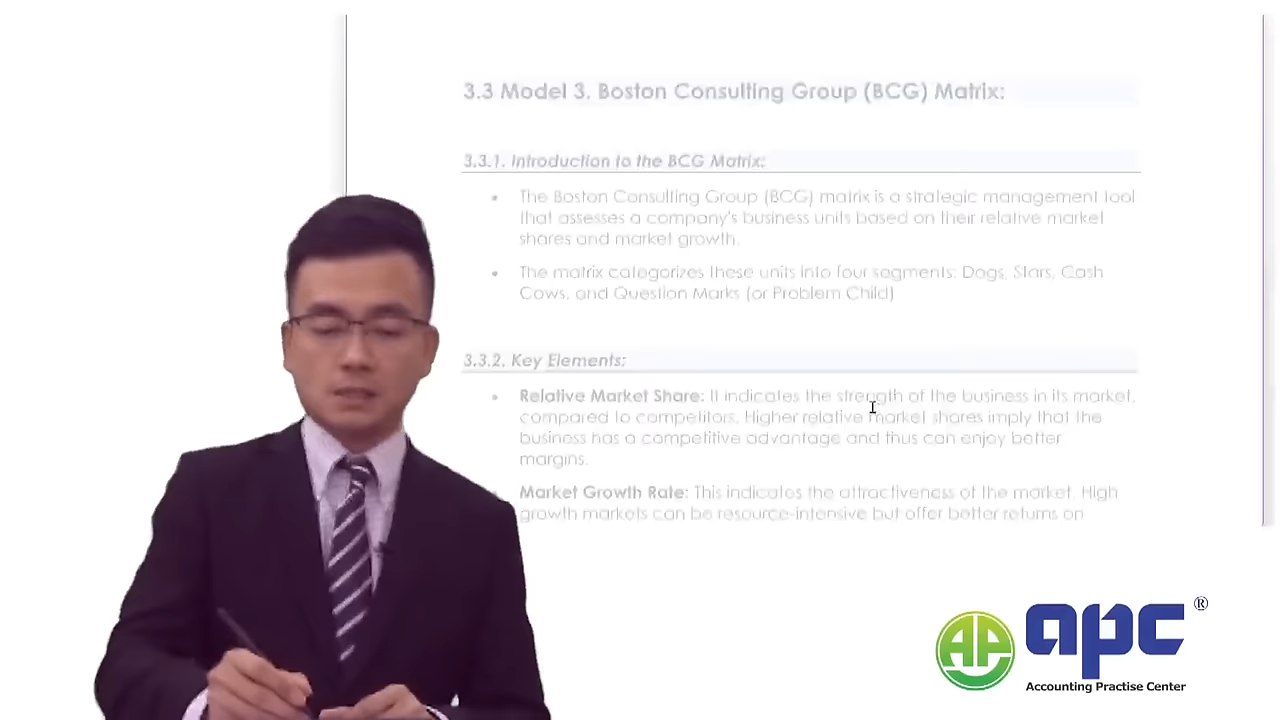 3.3 Model 3. Boston Consulting Group (BCG) Matrix:
3.3.1. Introduction to the BCG Matrix:
• The Boston Consulting Group (BCG) matrix is a strategic management tool
that assesses a company's business units based on their relative market
shares and market growth.
• The matrix categorizes these units into four segments: Dogs, Stars, Cash
Cows, and Question Marks (or Problem Child)
3.3.2. Key Elements:
• Relative Market Share: It indicates the strength of the business in its market,
compared to competitors. Higher relative market shares imply that the
business has a competitive advantage and thus can enjoy better
margins.
Market Growth Rate: This indicates the attractiveness of the market. High
growth markets can be resource-intensive but offer better returns on
AP
apc ®
Accounting Practise Center